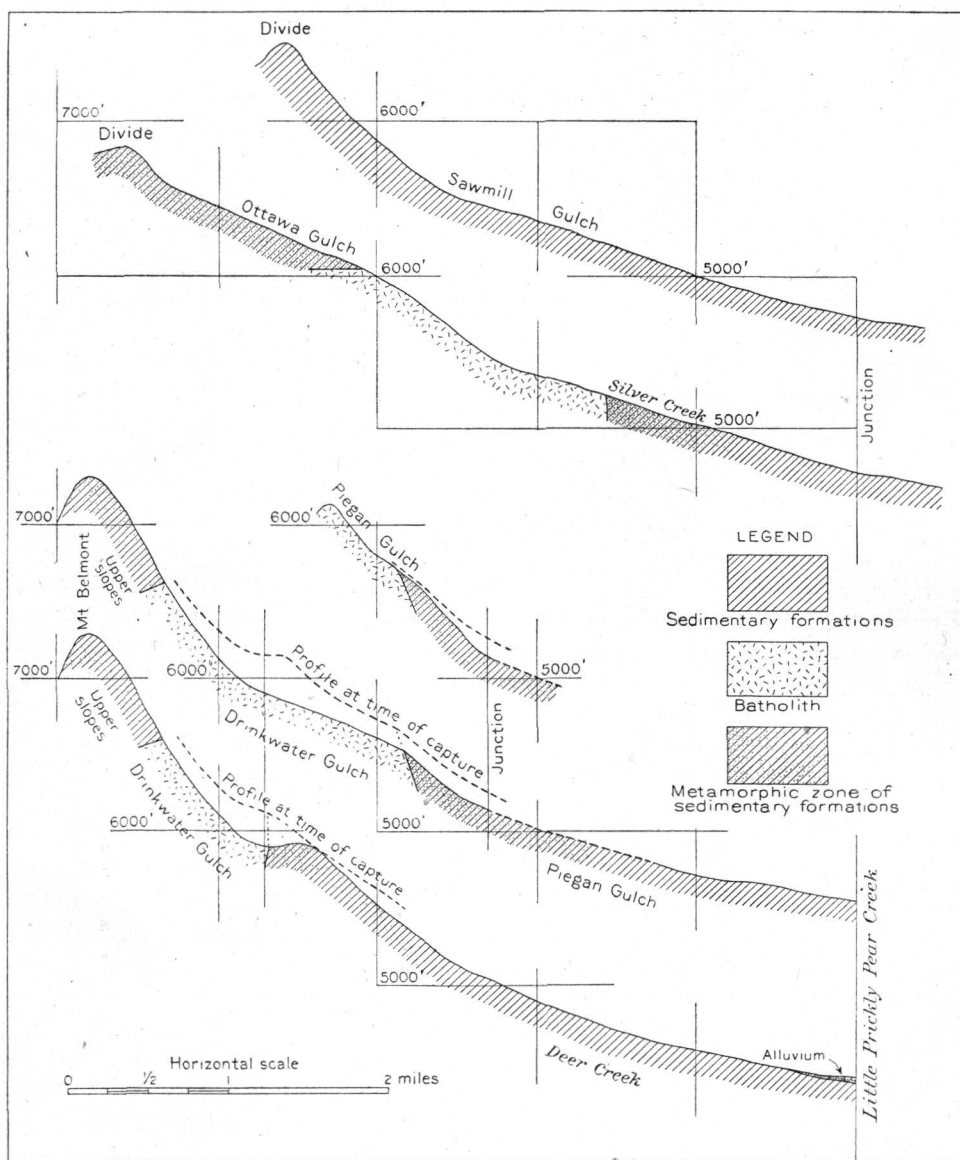 Divide
7000'
6000'
Divide
Sawmill
Gulch
Ottawa Gulch
6000'
5000'
Silver Creek
5000'
Junction
7000'
Mt Belmont
Upper
slopes
6000'
Piegan
Gulch
LEGEND
Sedimentary formations
Batholith
Metamorphic zone of
sedimentary formations
7000'
Upper
slopes
6000'
Profile at time of capture
Drinkwater Gulch
5000'
Junction
Profile at time of capture
Drinkwater Gulch
6000'
5000'
Piegan Gulch
5000'
Deer Creek
Alluvium
Little Prickly Pear Creek
Horizontal scale
0 1/2 1 2 miles